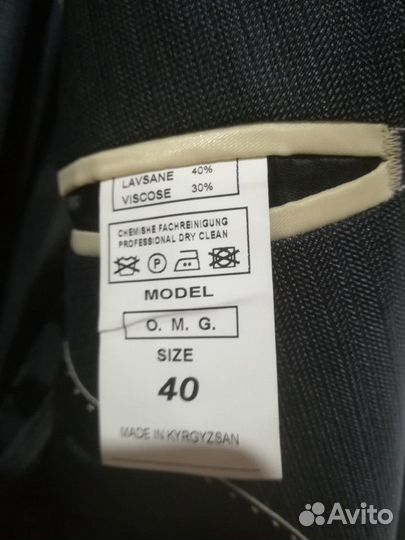 LAVSANE 40%
VISCOSE 30%
CHEMISHE FACHREINIGUNG
PROFESSIONAL DRY CLEAN
P
MODEL
O. M. G.
SIZE
40
MADE IN KYRGYZSAN
Avito